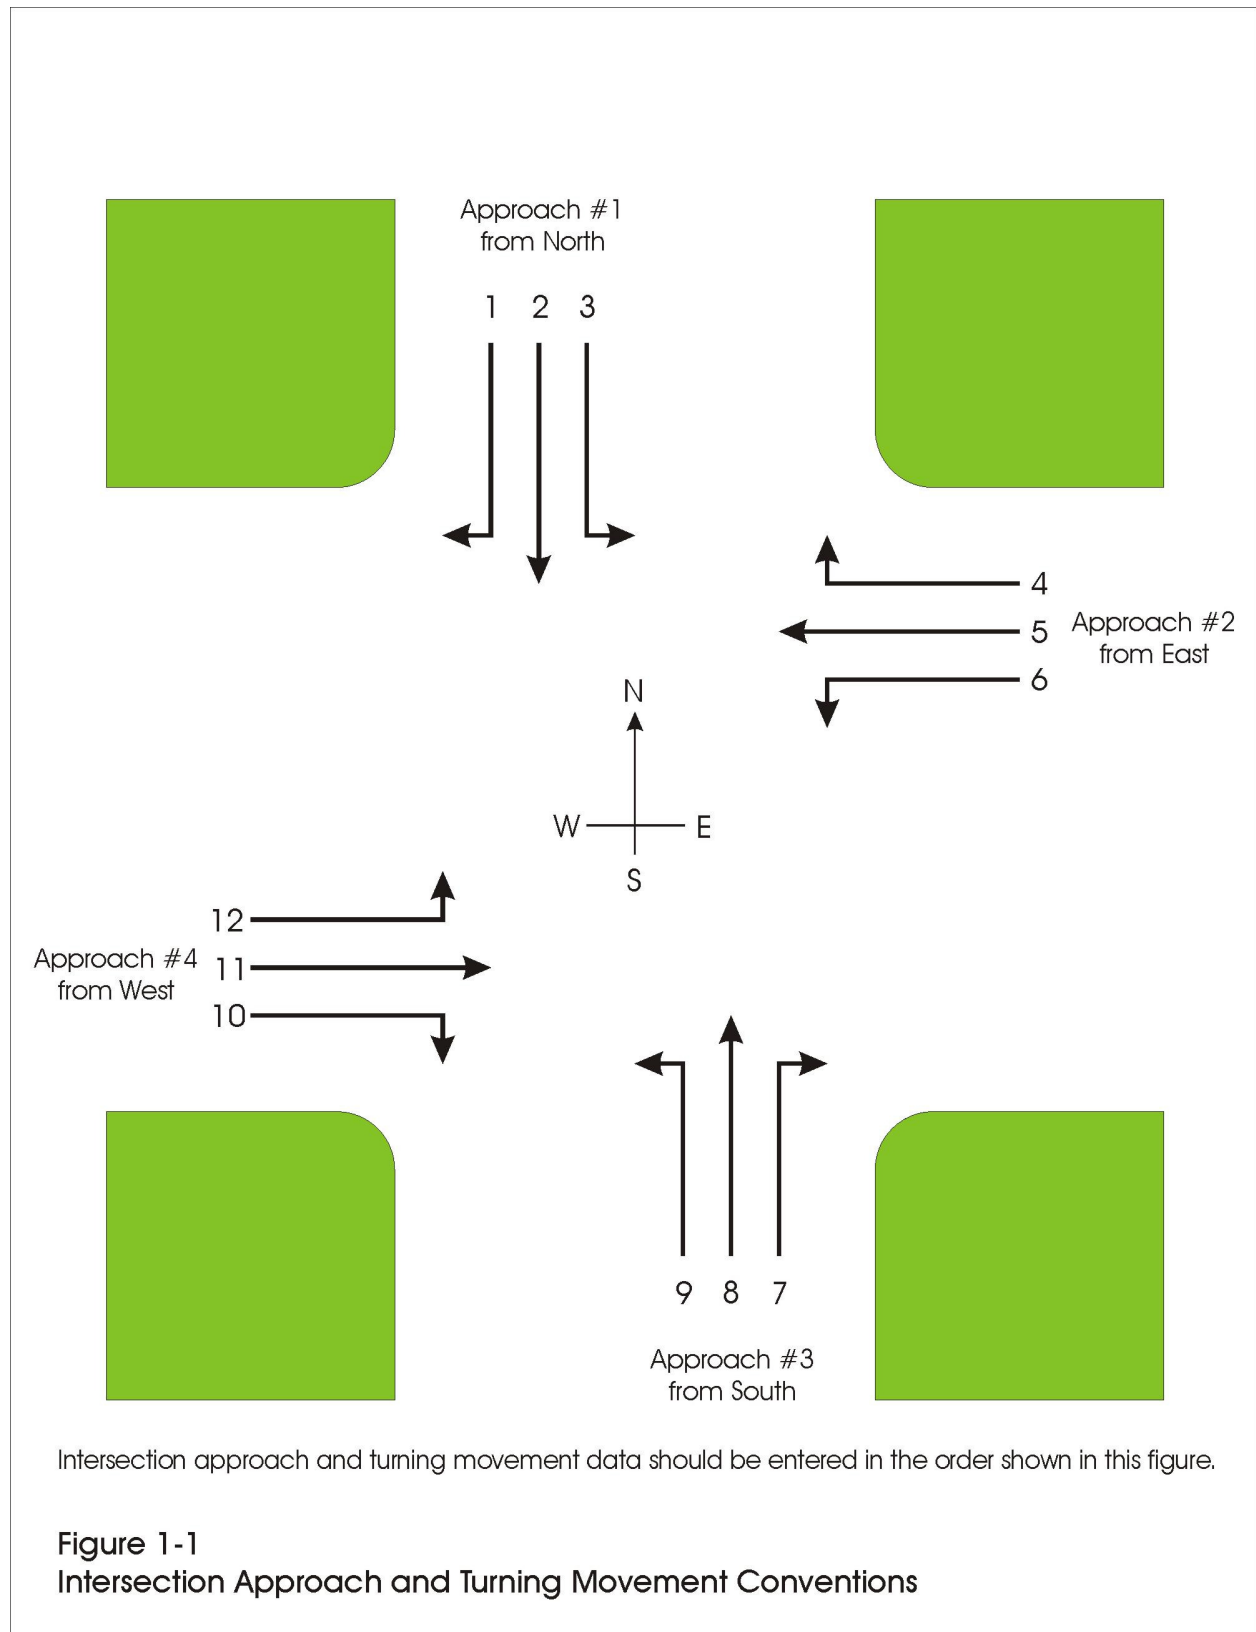 Approach #1
from North
1 2 3
4
5
6
Approach #2
from East
N
W E
S
12
11
10
Approach #4
from West
9 8 7
Approach #3
from South
Intersection approach and turning movement data should be entered in the order shown in this figure.
Figure 1-1
Intersection Approach and Turning Movement Conventions